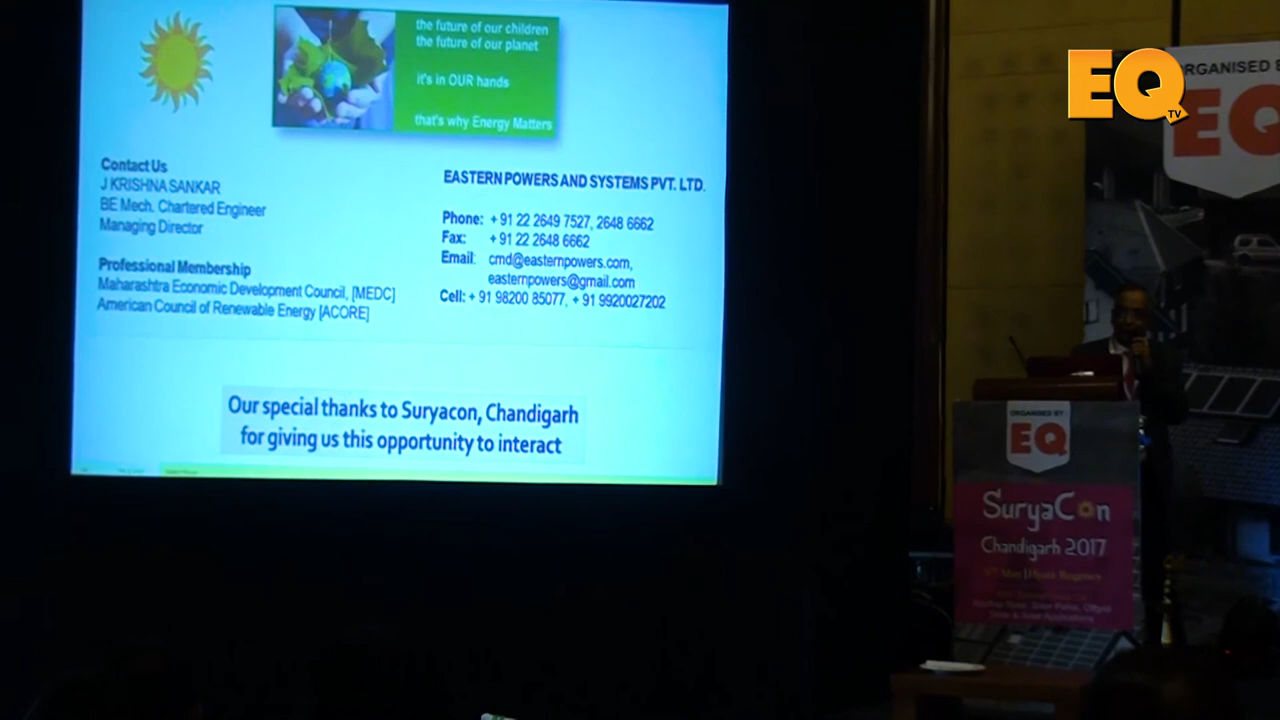 the future of our children
the future of our planet
it's in OUR hands
that's why Energy Matters
Contact Us
J KRISHNA SANKAR
BE Mech. Chartered Engineer
Managing Director
Professional Membership
Maharashtra Economic Development Council, [MEDC]
American Council of Renewable Energy [ACORE]
EASTERN POWERS AND SYSTEMS PVT. LTD.
Phone: + 91 22 2649 7527, 2648 6662
Fax: + 91 22 2648 6662
Email: cmd@easternpowers.com,
easternpowers@gmail.com
Cell: + 91 98200 85077, + 91 9920027202
Our special thanks to Suryacon, Chandigarh
for giving us this opportunity to interact
EQ
TV
ORGANISED
EQ
ORGANISED BY
EQ
SuryaCon
Chandigarh 2017
Hyatt Regency